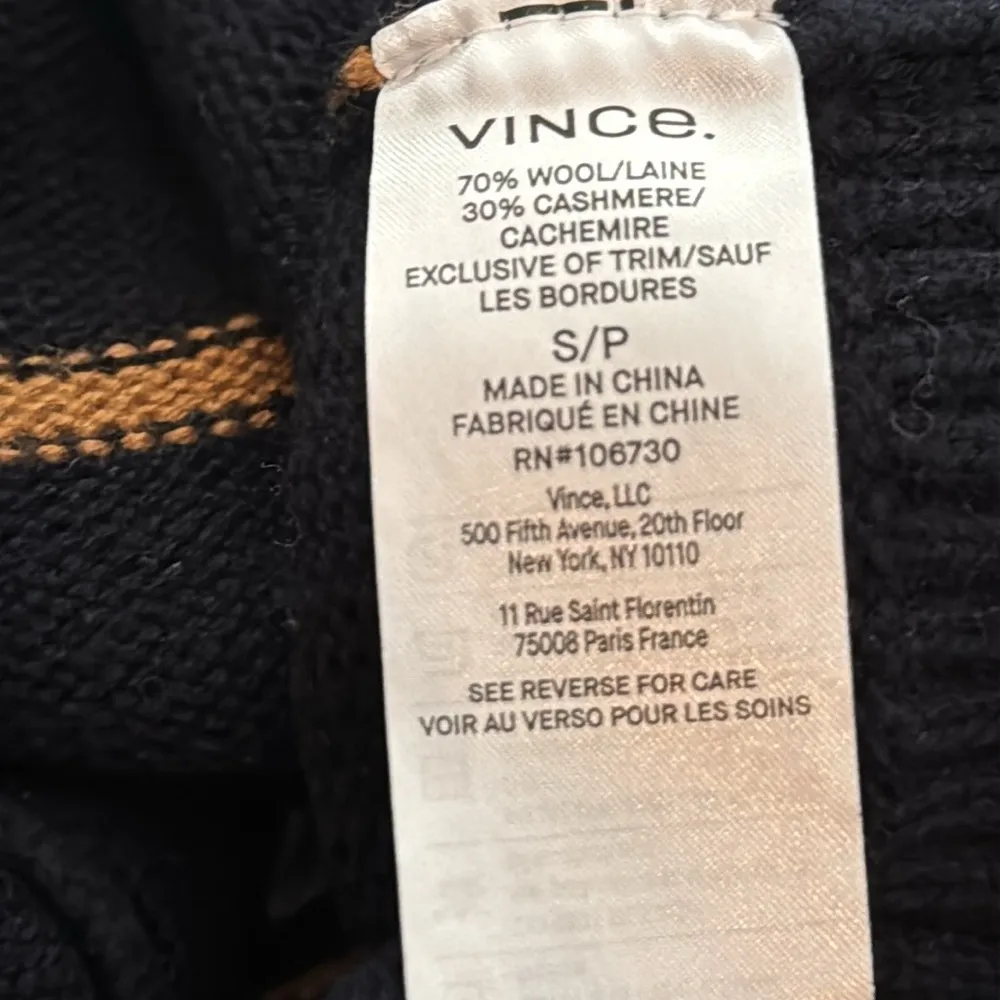 VINCe.
70% WOOL/LAINE
30% CASHMERE/
CACHEMIRE
EXCLUSIVE OF TRIM/SAUF
LES BORDURES
S/P
MADE IN CHINA
FABRIQUÉ EN CHINE
RN#106730
Vince, LLC
500 Fifth Avenue, 20th Floor
New York, NY 10110
11 Rue Saint Florentin
75008 Paris France
SEE REVERSE FOR CARE
VOIR AU VERSO POUR LES SOINS